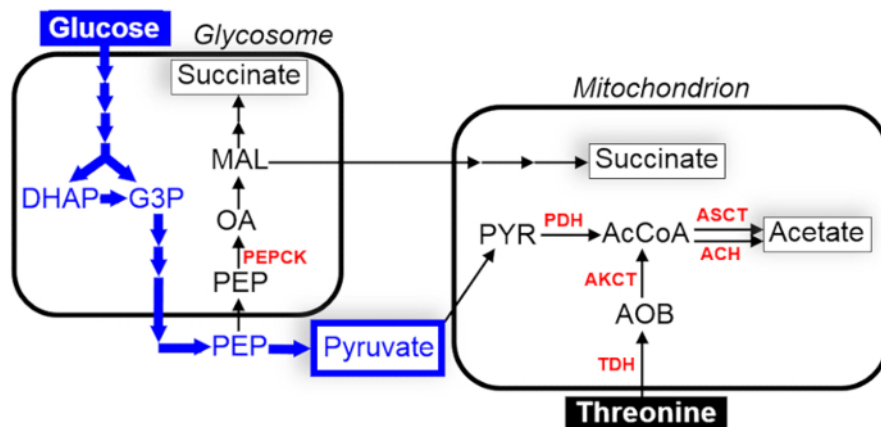 Glucose
Glycosome
Succinate
Mitochondrion
MAL
Succinate
DHAP
G3P
OA
PYR
PDH
AcCoA
ASCT
Acetate
ACH
PEPCK
PEP
AKCT
AOB
PEP
Pyruvate
TDH
Threonine